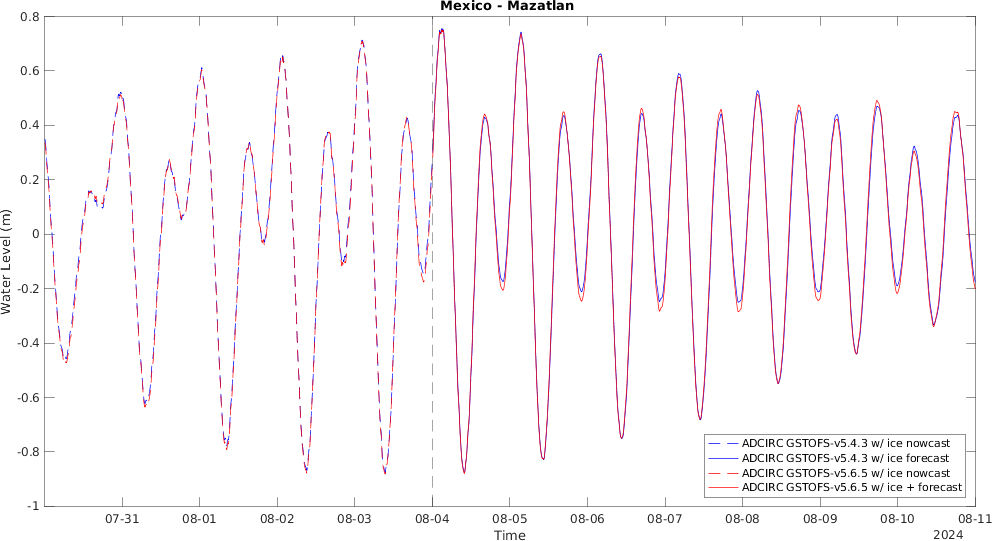 Mexico - Mazatlan
0.8
0.6
0.4
0.2
0
-0.2
-0.4
-0.6
-0.8
-1
Water Level (m)
07-31 08-01 08-02 08-03 08-04 08-05 08-06 08-07 08-08 08-09 08-10 08-11
Time
2024
ADCIRC GSTOFS-v5.4.3 w/ ice nowcast
ADCIRC GSTOFS-v5.4.3 w/ ice forecast
ADCIRC GSTOFS-v5.6.5 w/ ice nowcast
ADCIRC GSTOFS-v5.6.5 w/ ice + forecast